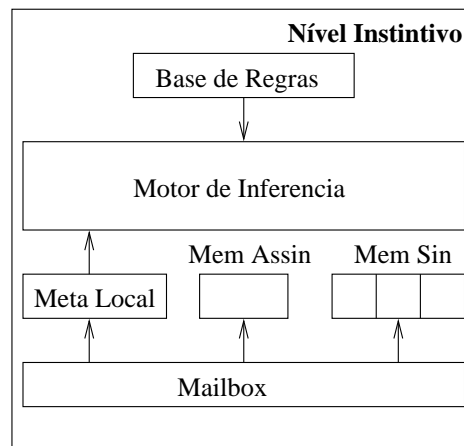 Nível Instintivo
Base de Regras
Motor de Inferencia
Mem Assin
Mem Sin
Meta Local
Mailbox